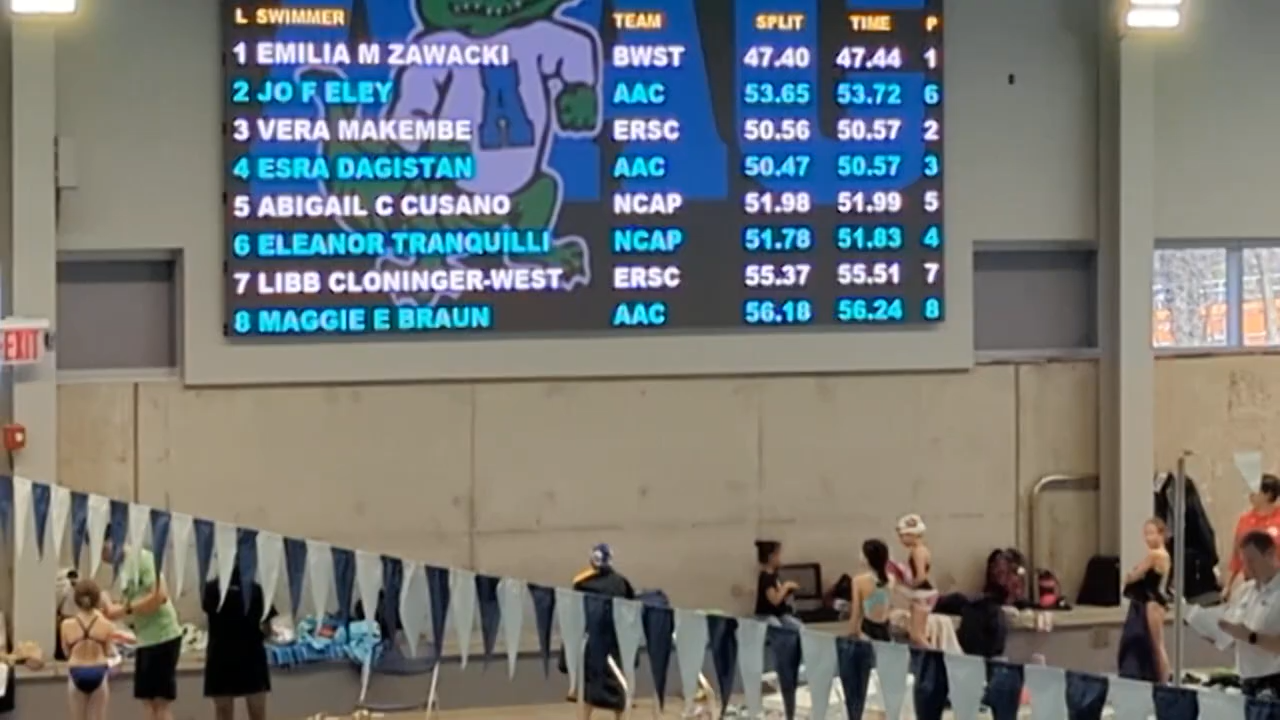 L SWIMMER TEAM SPLIT TIME P
1 EMILIA M ZAWACKI BWST 47.40 47.44 1
2 JO F ELEY AAC 53.65 53.72 6
3 VERA MAKEMBE ERSC 50.56 50.57 2
4 ESRA DAGISTAN AAC 50.47 50.57 3
5 ABIGAIL C CUSANO NCAP 51.98 51.99 5
6 ELEANOR TRANQUILLI NCAP 51.78 51.83 4
7 LIBB CLONINGER-WEST ERSC 55.37 55.51 7
8 MAGGIE E BRAUN AAC 56.18 56.24 8
A
EXIT